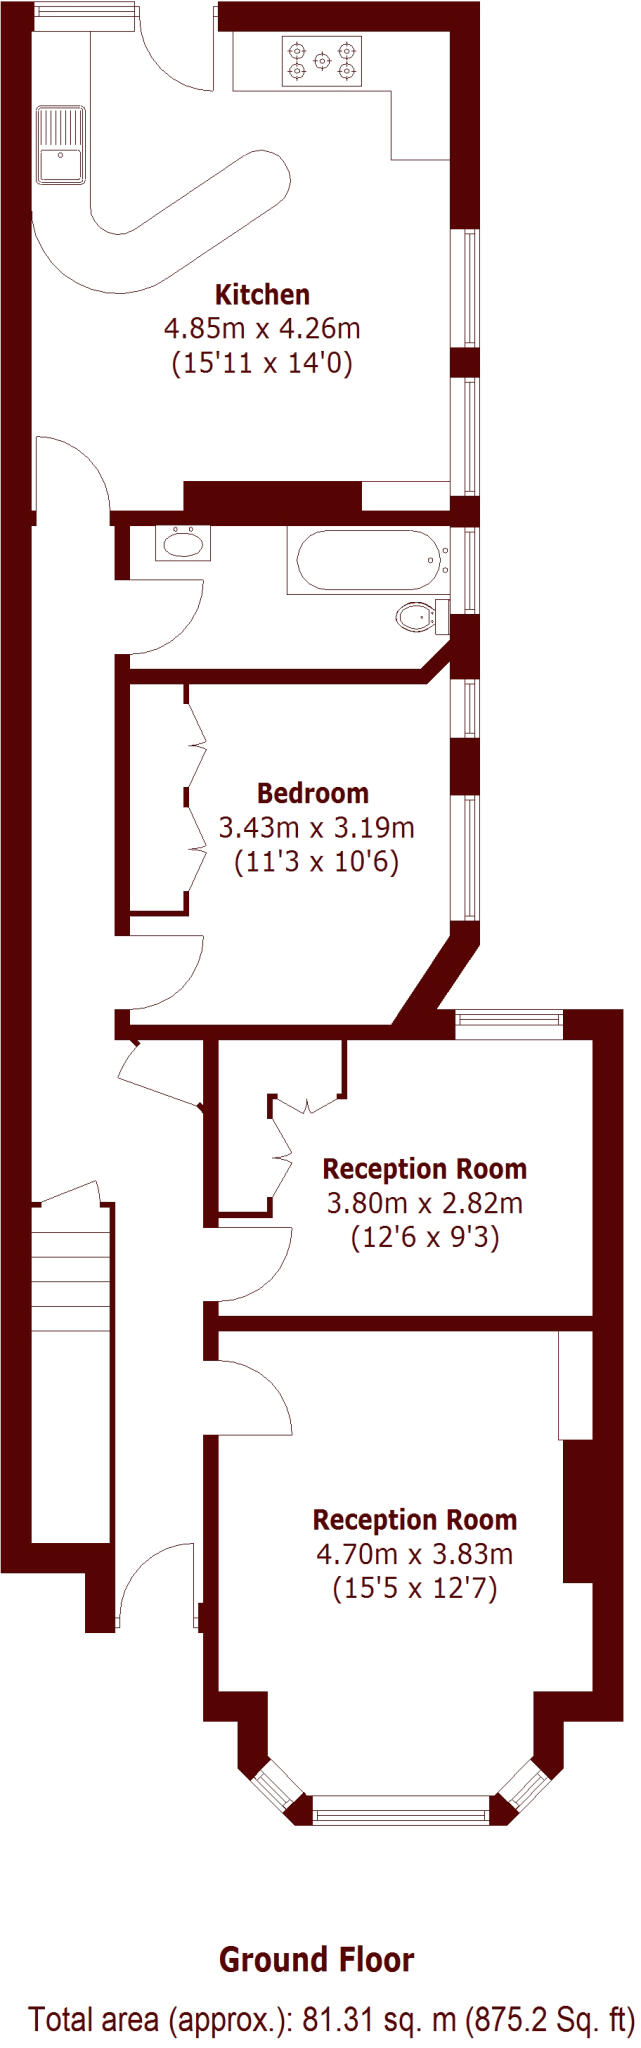 Kitchen
4.85m x 4.26m
(15'11 x 14'0)
Bedroom
3.43m x 3.19m
(11'3 x 10'6)
Reception Room
3.80m x 2.82m
(12'6 x 9'3)
Reception Room
4.70m x 3.83m
(15'5 x 12'7)
Ground Floor
Total area (approx.): 81.31 sq. m (875.2 Sq. ft)